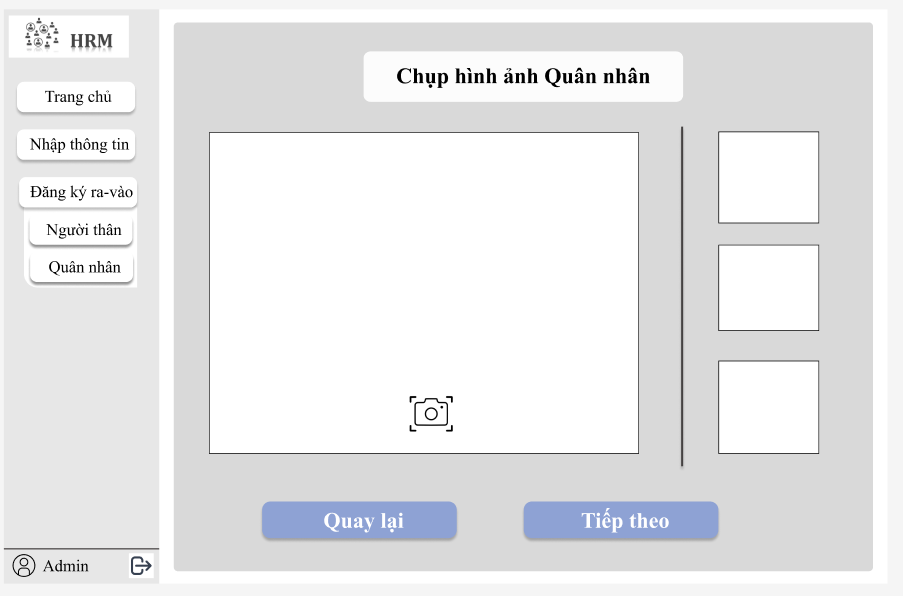 HRM
Trang chủ
Nhập thông tin
Đăng ký ra-vào
Người thân
Quân nhân
Admin
Chụp hình ảnh Quân nhân
Quay lại
Tiếp theo